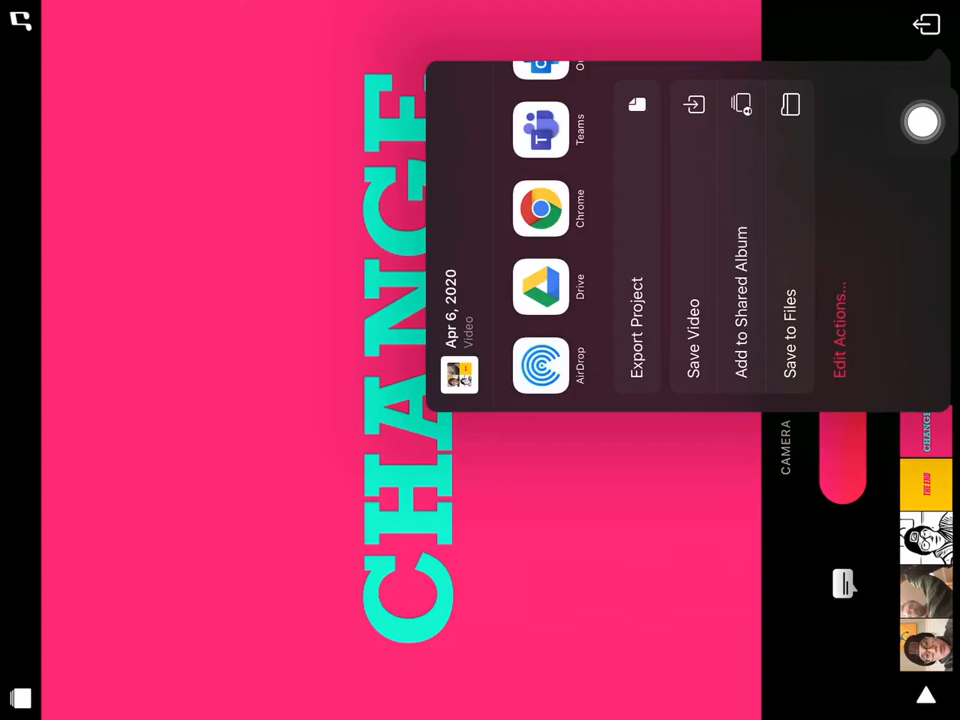 CHANGE
Apr 6, 2020
Video
AirDrop
Drive
Chrome
Teams
Export Project
Save Video
Add to Shared Album
Save to Files
Edit Actions...
CAMERA
THE END
CHANGE